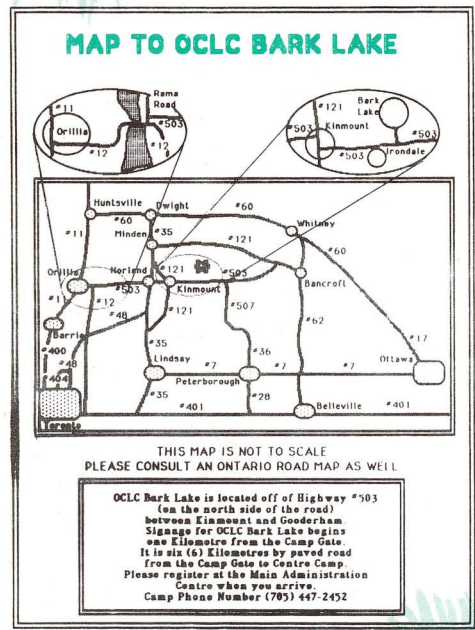 MAP TO OCLC BARK LAKE
Rama
Road
#11
Orillia
#503
#12
#12
#121
Bark
Lake
#503
Kinmount
#503
#503
Irondale
Huntsville
Dwight
#60
#60
#11
#35
Minden
#121
Whitney
#60
Orillia
Norland
#121
#503
#503
Kinmount
Bancroft
#11
#12
#48
#121
#507
Barrie
#62
#17
#400
#48
#35
Lindsay
#36
#404
#7
#7
#7
Ottawa
Peterborough
#35
#28
#401
Belleville
#401
Toronto
THIS MAP IS NOT TO SCALE
PLEASE CONSULT AN ONTARIO ROAD MAP AS WELL
OCLC Bark Lake is located off of Highway #503
(on the north side of the road)
between Kinmount and Gooderham.
Signage for OCLC Bark Lake begins
one Kilometre from the Camp Gate.
It is six (6) Kilometres by paved road
from the Camp Gate to Centre Camp.
Please register at the Main Administration
Centre when you arrive.
Camp Phone Number (705) 447-2452